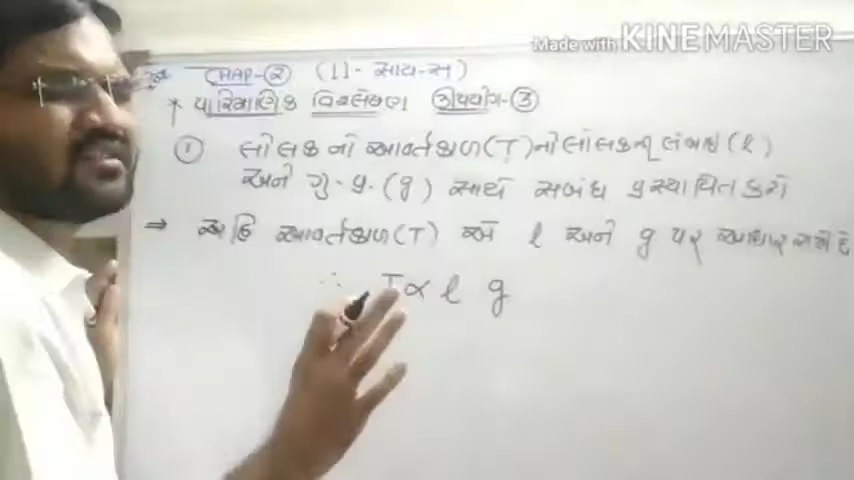 Made with KINEMASTER
CHAP-② (11- સાય-સ)
* પારિમાણિક વિશ્લેષણ ઉપયોગ-③
① લોલકનો આવર્તકાળ(T)નો લોલકની લંબાઈ (l)
અને ગુ.પ્ર.(g) સાથે સબંધ પ્રસ્થાપિત કરો
⇒ અહિ આવર્તકાળ(T) એ l અને g પર આધાર રાખે છે
∴ T ∝ l g